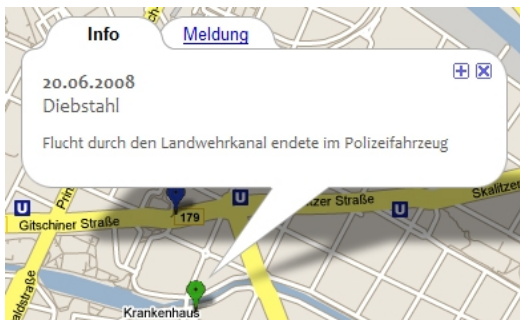 Info
Meldung
20.06.2008
Diebstahl
Flucht durch den Landwehrkanal endete im Polizeifahrzeug
U
U
U
Gitschiner Straße
179
Skalitzer
Krankenhaus